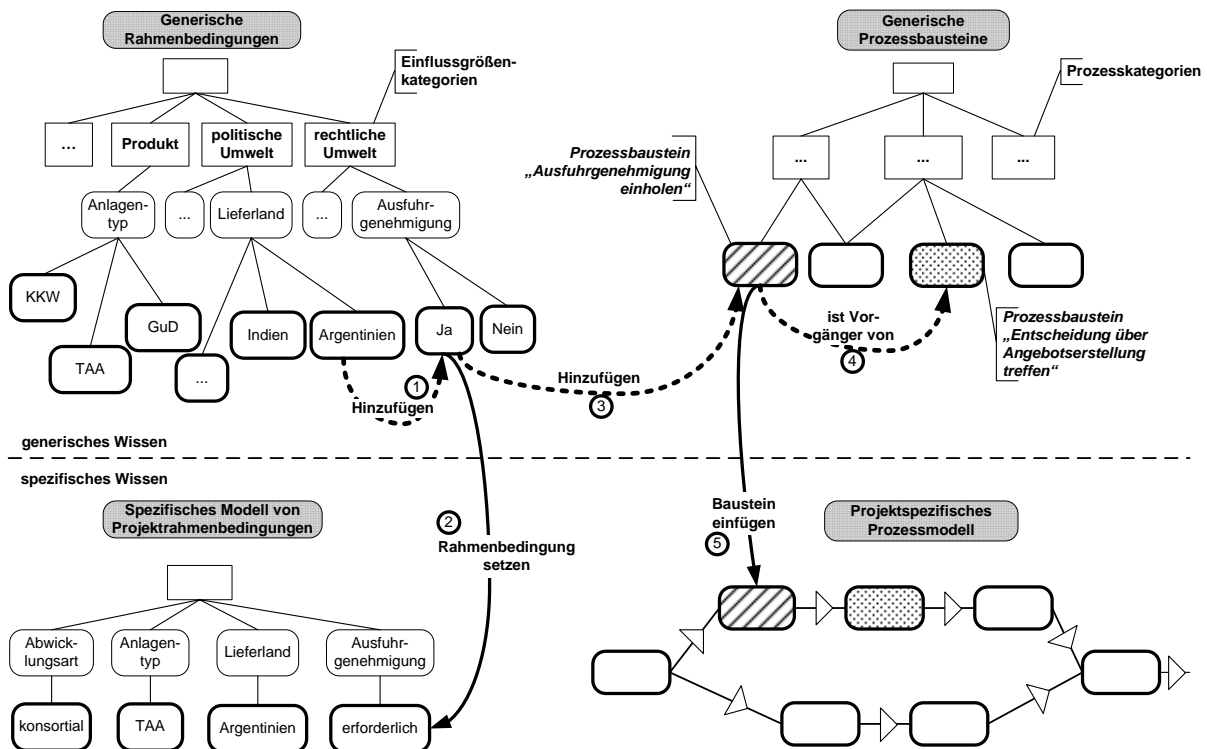 Generische
Rahmenbedingungen
Einflussgrößen-
kategorien
...
Produkt
politische
Umwelt
rechtliche
Umwelt
Anlagen-
typ
...
Lieferland
...
Ausfuhr-
genehmigung
KKW
TAA
GuD
...
Indien
Argentinien
Ja
Nein
1
Hinzufügen
Hinzufügen
3
Generische
Prozessbausteine
Prozesskategorien
...
...
...
Prozessbaustein
„Ausfuhrgenehmigung
einholen“
ist Vor-
gänger von
4
Prozessbaustein
„Entscheidung über
Angebotserstellung
treffen“
generisches Wissen
spezifisches Wissen
Spezifisches Modell von
Projektrahmenbedingungen
2
Rahmenbedingung
setzen
Abwick-
lungsart
Anlagen-
typ
Lieferland
Ausfuhr-
genehmigung
konsortial
TAA
Argentinien
erforderlich
Baustein
einfügen
5
Projektspezifisches
Prozessmodell